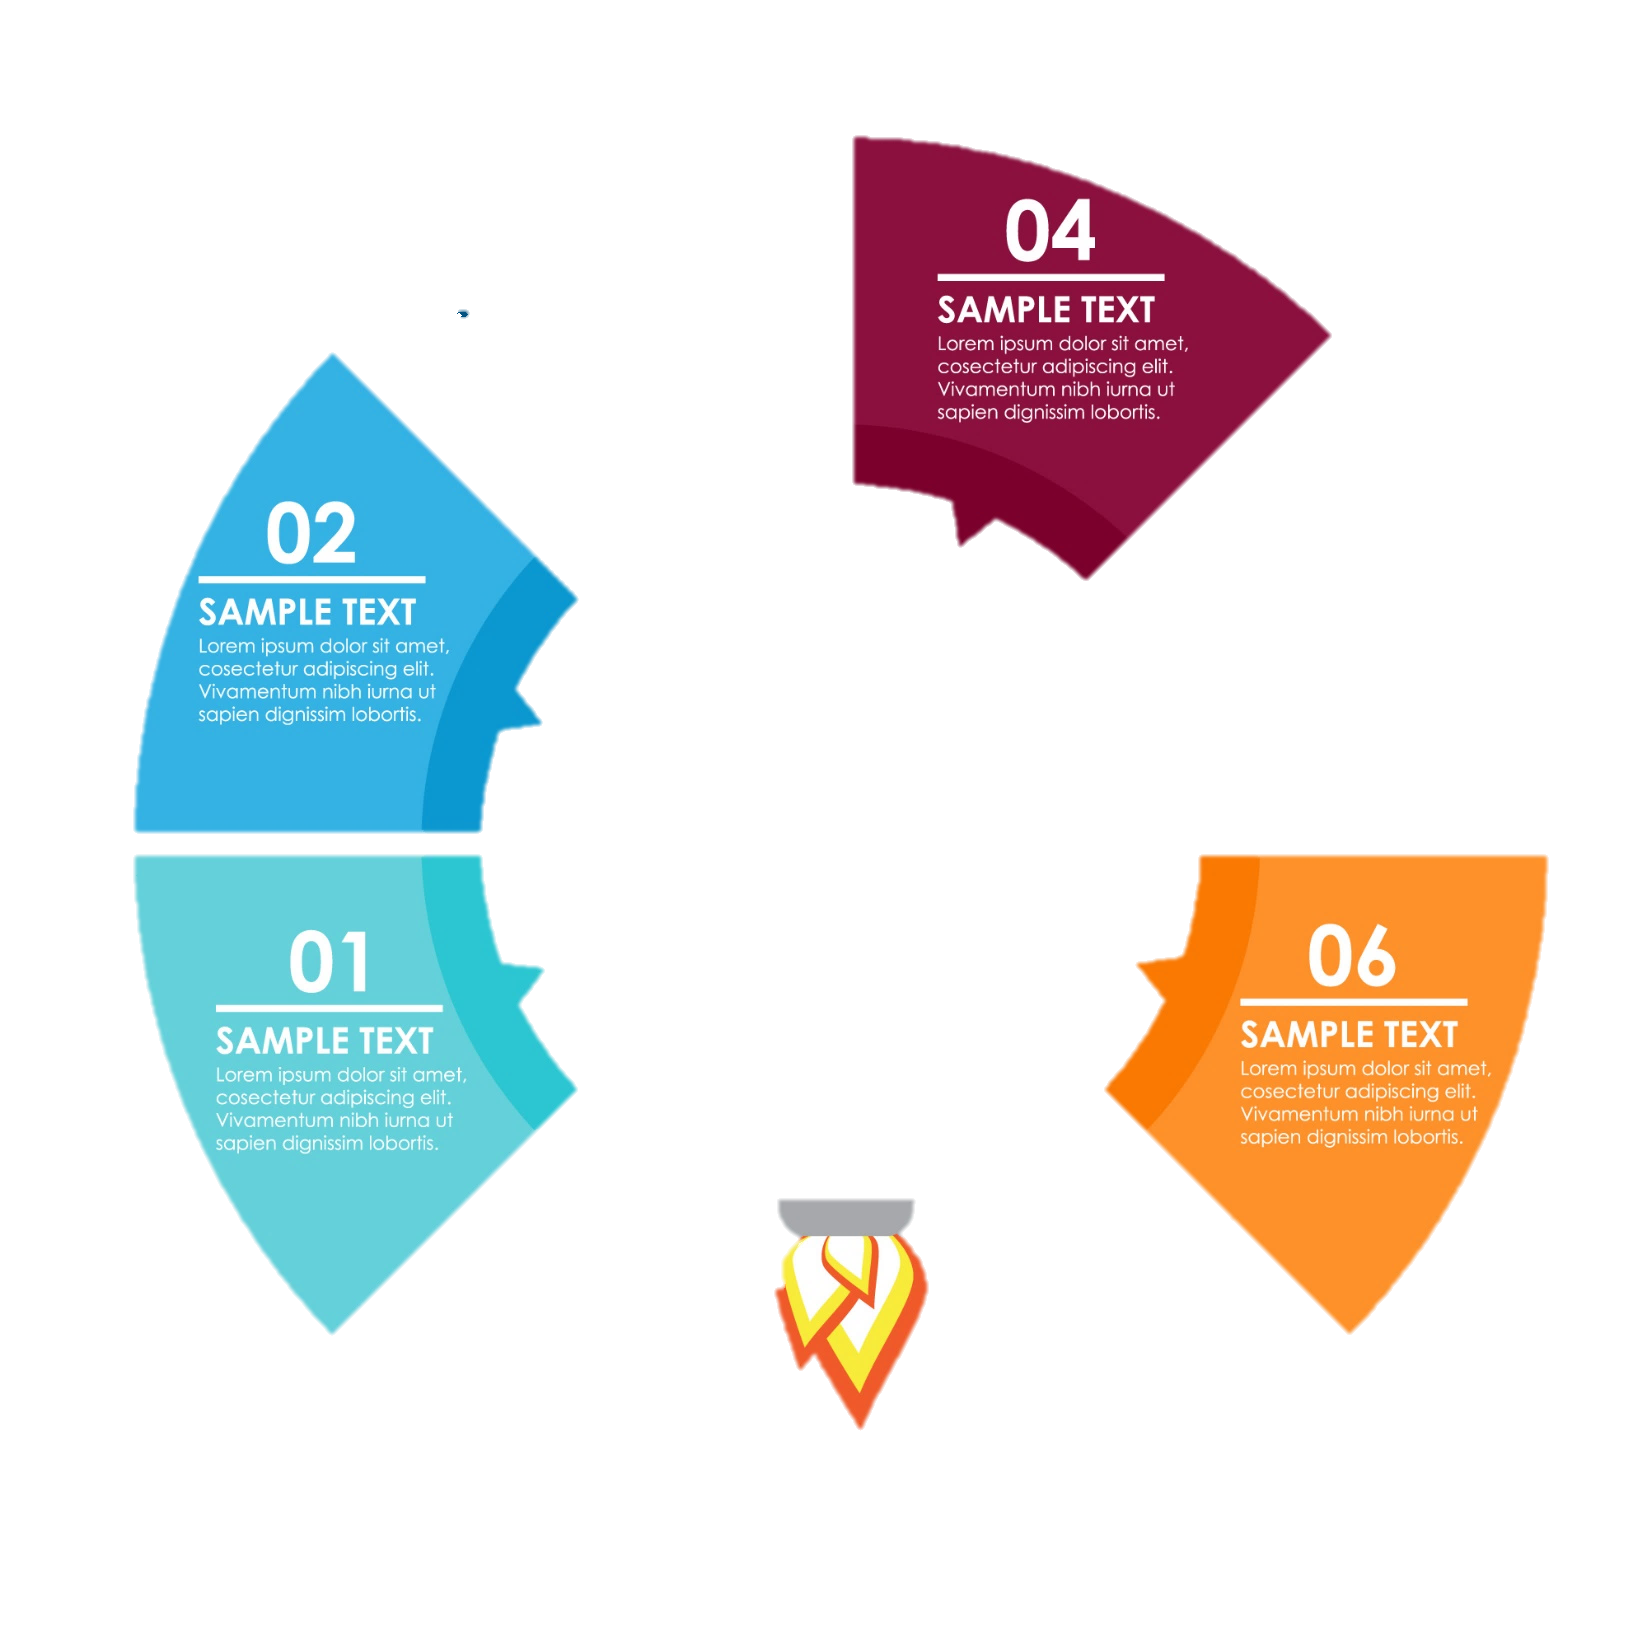 04
SAMPLE TEXT
Lorem ipsum dolor sit amet,
cosectetur adipiscing elit.
Vivamentum nibh iurna ut
sapien dignissim lobortis.
02
SAMPLE TEXT
Lorem ipsum dolor sit amet,
cosectetur adipiscing elit.
Vivamentum nibh iurna ut
sapien dignissim lobortis.
01
SAMPLE TEXT
Lorem ipsum dolor sit amet,
cosectetur adipiscing elit.
Vivamentum nibh iurna ut
sapien dignissim lobortis.
06
SAMPLE TEXT
Lorem ipsum dolor sit amet,
cosectetur adipiscing elit.
Vivamentum nibh iurna ut
sapien dignissim lobortis.